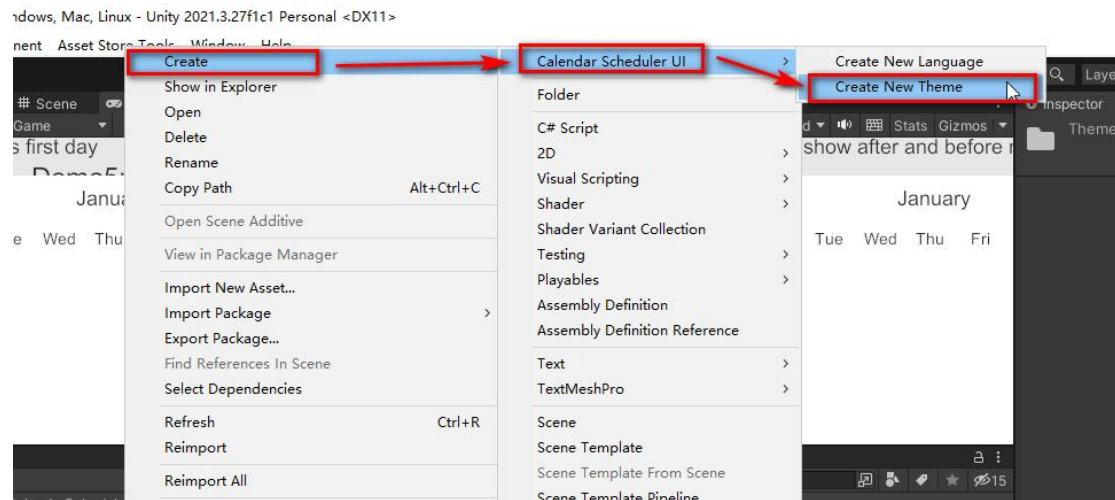 ndows, Mac, Linux - Unity 2021.3.27f1c1 Personal <DX11>
nent Asset Store Tools Window Help
Create
Show in Explorer
Open
Delete
Rename
Copy Path Alt+Ctrl+C
Open Scene Additive
View in Package Manager
Import New Asset...
Import Package >
Export Package...
Find References In Scene
Select Dependencies
Refresh Ctrl+R
Reimport
Reimport All
Calendar Scheduler UI >
Folder
C# Script
2D >
Visual Scripting >
Shader >
Shader Variant Collection
Testing >
Playables >
Assembly Definition
Assembly Definition Reference
Text >
TextMeshPro >
Scene
Scene Template
Scene Template From Scene
Scene Template Pipeline
Create New Language
Create New Theme
# Scene
Game
s first day
Demo5:
Janua
e Wed Thu
Laye
Inspector
Theme
d Stats Gizmos
show after and before r
January
Tue Wed Thu Fri
15